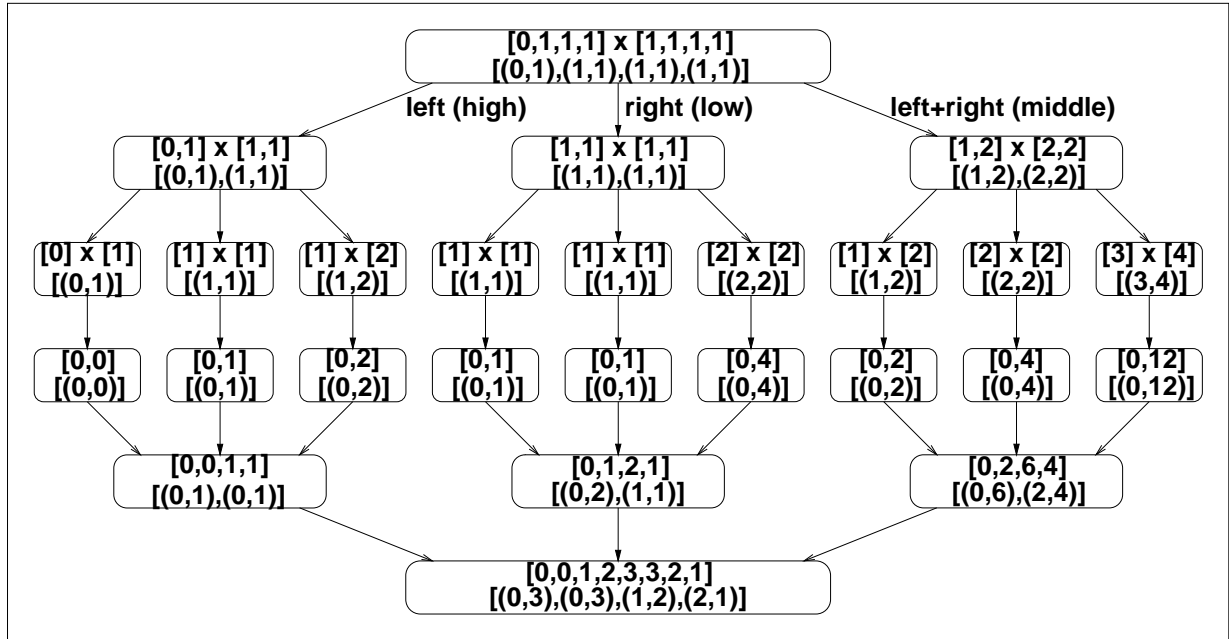 [0,1,1,1] x [1,1,1,1]
[(0,1),(1,1),(1,1),(1,1)]
left (high)
right (low)
left+right (middle)
[0,1] x [1,1]
[(0,1),(1,1)]
[1,1] x [1,1]
[(1,1),(1,1)]
[1,2] x [2,2]
[(1,2),(2,2)]
[0] x [1]
[(0,1)]
[1] x [1]
[(1,1)]
[1] x [2]
[(1,2)]
[1] x [1]
[(1,1)]
[1] x [1]
[(1,1)]
[2] x [2]
[(2,2)]
[1] x [2]
[(1,2)]
[2] x [2]
[(2,2)]
[3] x [4]
[(3,4)]
[0,0]
[(0,0)]
[0,1]
[(0,1)]
[0,2]
[(0,2)]
[0,1]
[(0,1)]
[0,1]
[(0,1)]
[0,4]
[(0,4)]
[0,2]
[(0,2)]
[0,4]
[(0,4)]
[0,12]
[(0,12)]
[0,0,1,1]
[(0,1),(0,1)]
[0,1,2,1]
[(0,2),(1,1)]
[0,2,6,4]
[(0,6),(2,4)]
[0,0,1,2,3,3,2,1]
[(0,3),(0,3),(1,2),(2,1)]